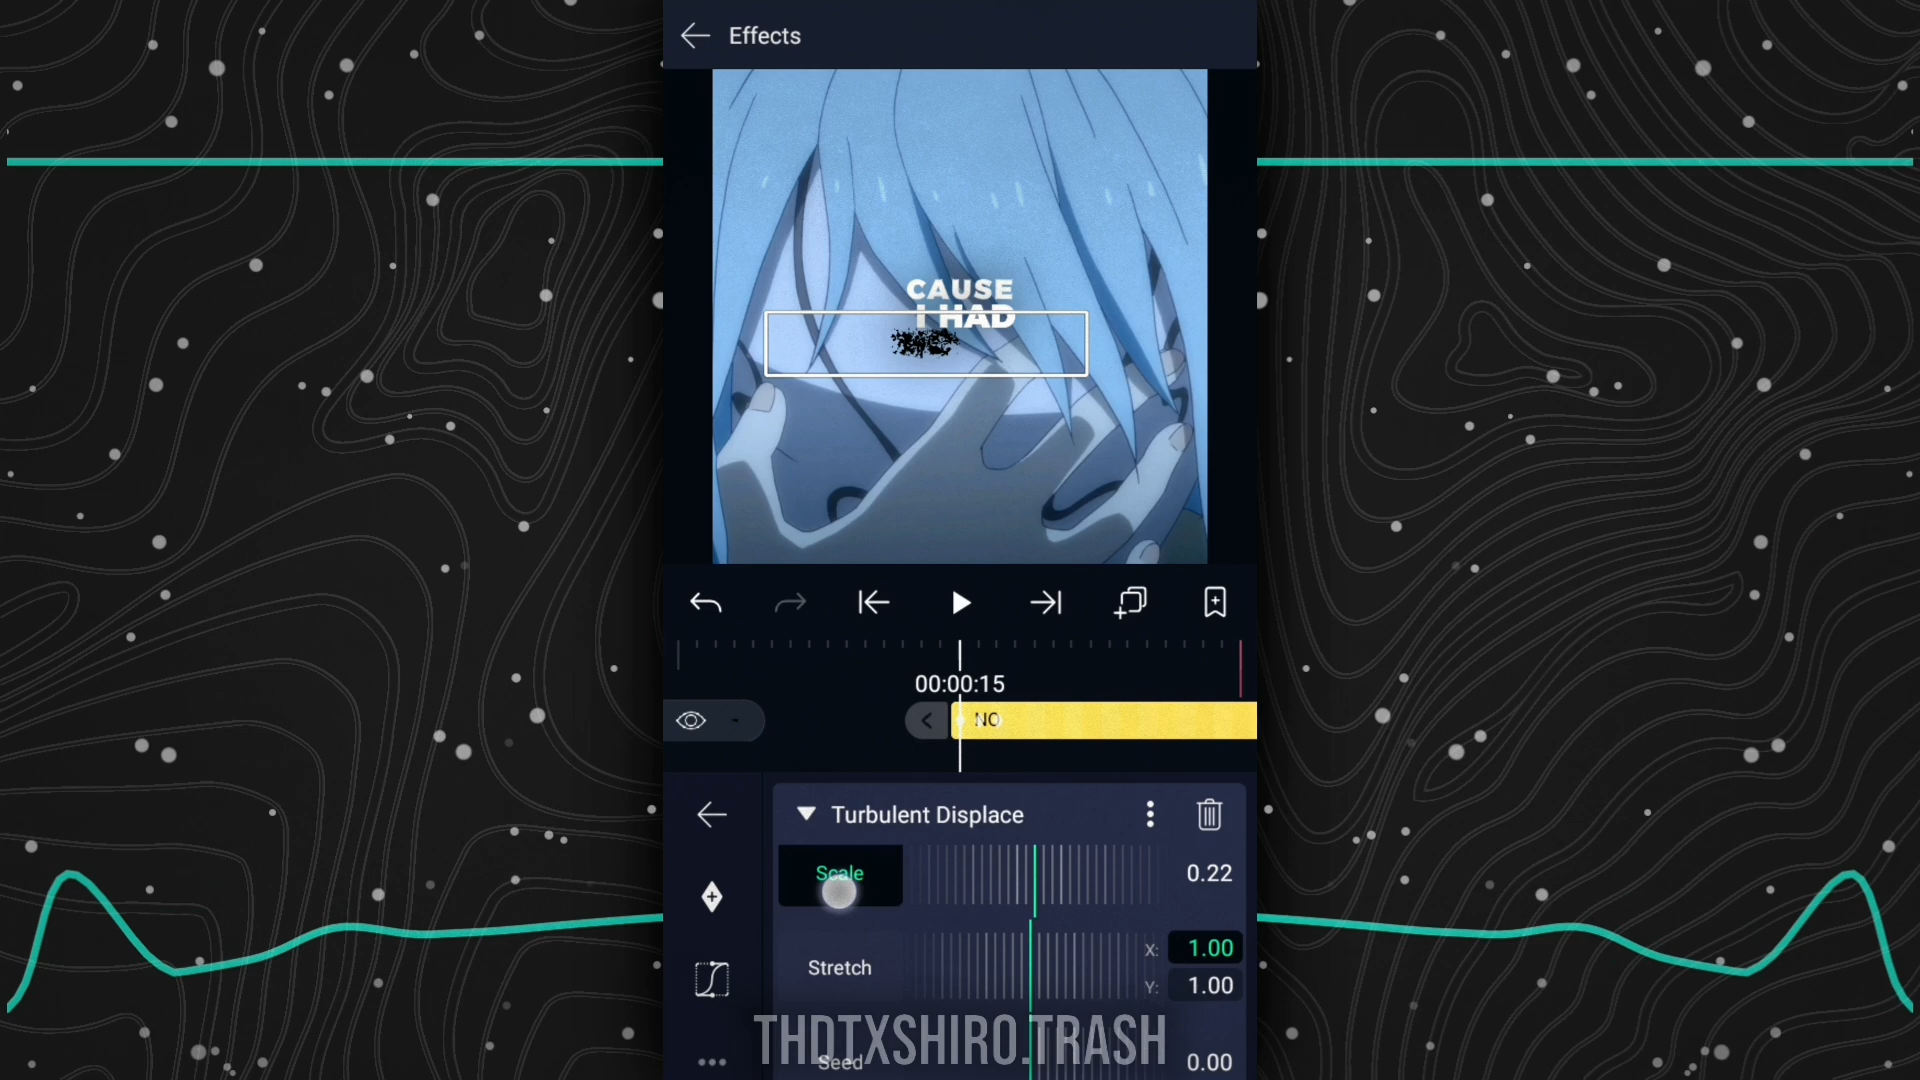 Effects
CAUSE
I HAD
00:00:15
NO
Turbulent Displace
Scale
0.22
Stretch
X: 1.00
Y: 1.00
Seed
0.00
THDTXSHIRO.TRASH